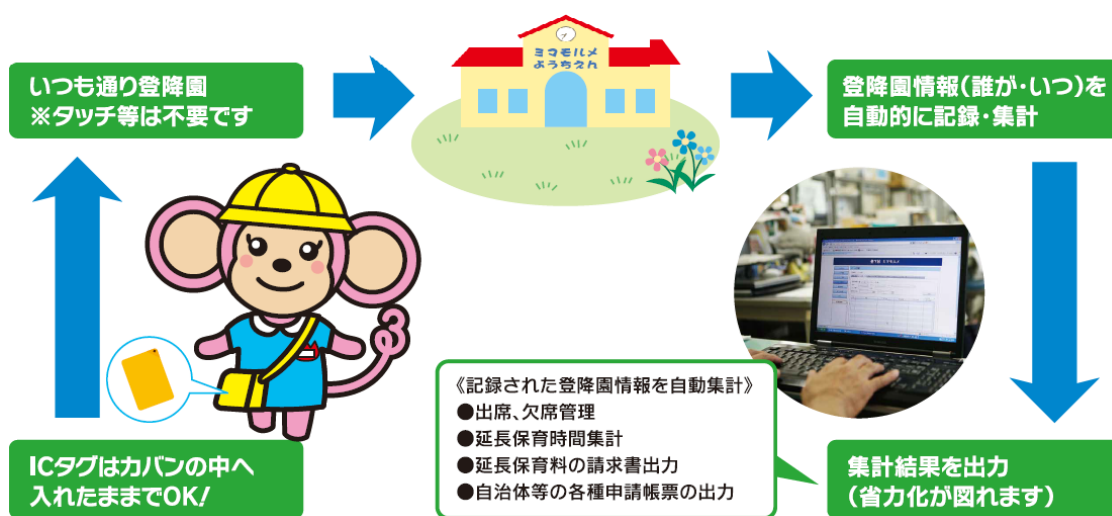 いつも通り登降園
※タッチ等は不要です
ミマモルメ
ようちえん
登降園情報(誰が・いつ)を
自動的に記録・集計
《記録された登降園情報を自動集計》
●出席、欠席管理
●延長保育時間集計
●延長保育料の請求書出力
●自治体等の各種申請帳票の出力
ICタグはカバンの中へ
入れたままでOK!
集計結果を出力
(省力化が図れます)